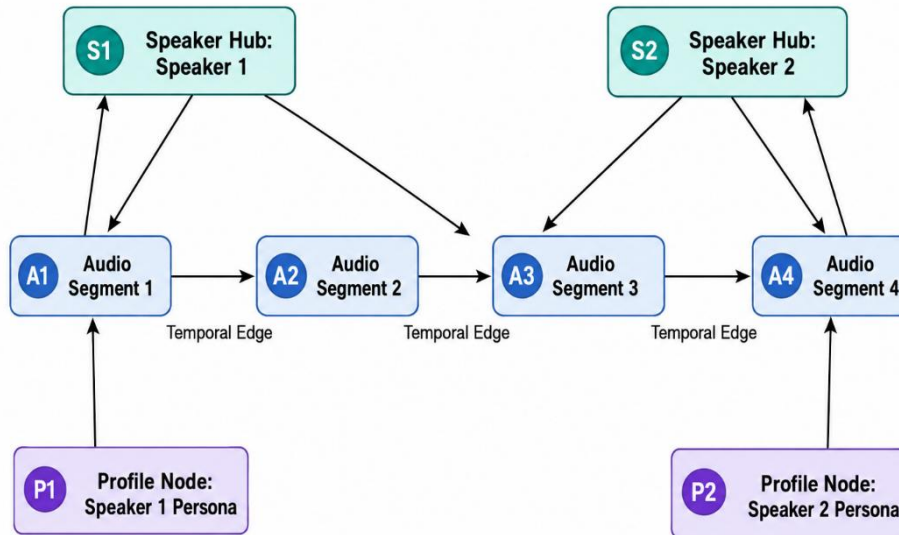 S1
Speaker Hub:
Speaker 1
S2
Speaker Hub:
Speaker 2
A1
Audio
Segment 1
A2
Audio
Segment 2
A3
Audio
Segment 3
A4
Audio
Segment 4
Temporal Edge
Temporal Edge
Temporal Edge
P1
Profile Node:
Speaker 1 Persona
P2
Profile Node:
Speaker 2 Persona